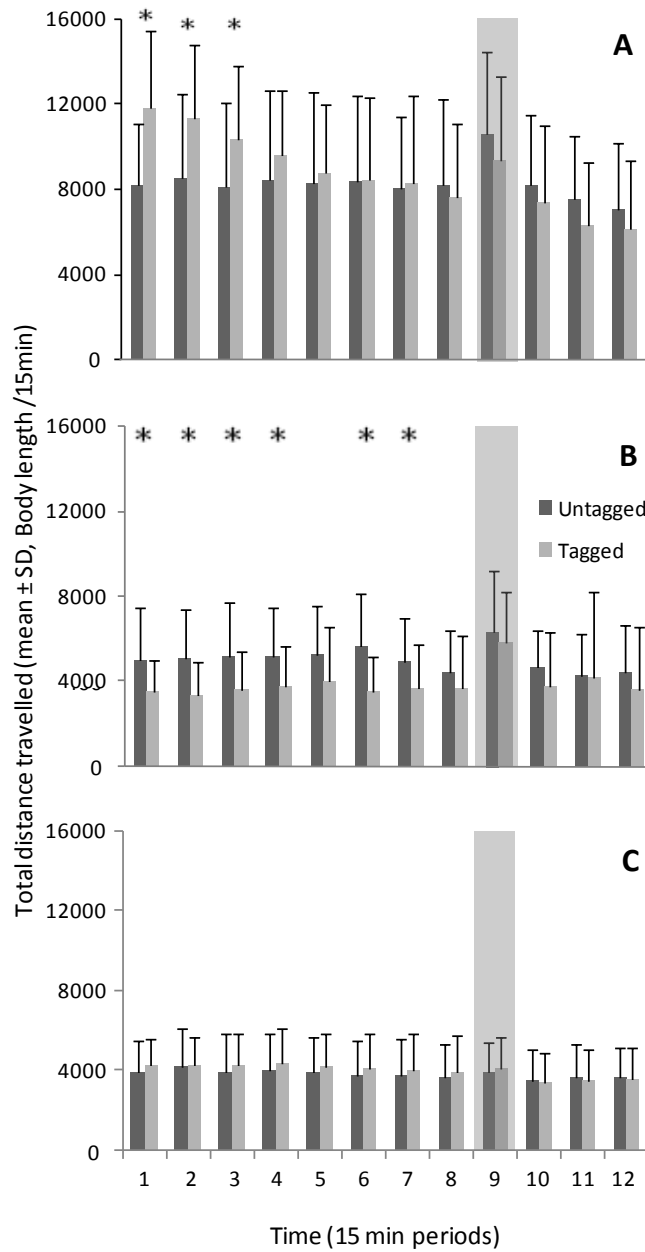 Total distance travelled (mean ± SD, Body length /15min)
16000
12000
8000
4000
0
* * *
A
16000
12000
8000
4000
0
* * * * * *
B
Untagged
Tagged
16000
12000
8000
4000
0
C
1 2 3 4 5 6 7 8 9 10 11 12
Time (15 min periods)